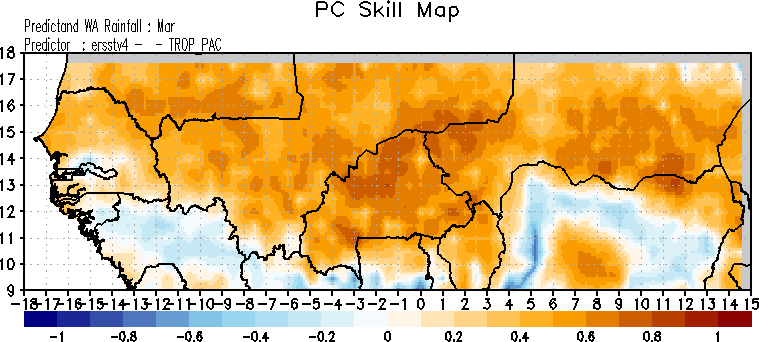 PC Skill Map
Predictand WA Rainfall : Mar
Predictor : ersstv4 - - TROP_PAC
18
17
16
15
14
13
12
11
10
9
-18 -17 -16 -15 -14 -13 -12 -11 -10 -9 -8 -7 -6 -5 -4 -3 -2 -1 0 1 2 3 4 5 6 7 8 9 10 11 12 13 14 15
-1 -0.8 -0.6 -0.4 -0.2 0 0.2 0.4 0.6 0.8 1